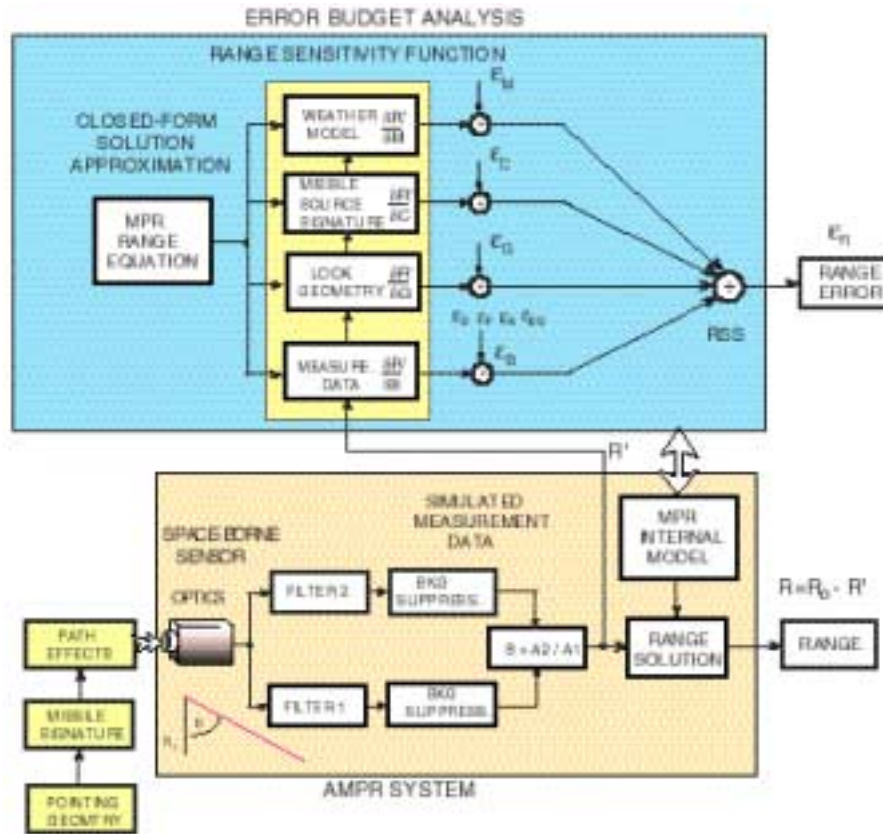 ERROR BUDGET ANALYSIS
RANGE SENSITIVITY FUNCTION
CLOSED-FORM
SOLUTION
APPROXIMATION
MPR
RANGE
EQUATION
WEATHER
MODEL
MISSILE
SOURCE
SIGNATURE
LOOK
GEOMETRY
MEASURE.
DATA
RSS
RANGE
ERROR
R'
SIMULATED
MEASUREMENT
DATA
SPACE BORNE
SENSOR
OPTICS
FILTER 2
BKG
SUPPRESS.
MPR
INTERNAL
MODEL
R=R₀ - R'
B = A2 / A1
RANGE
SOLUTION
RANGE
PATH
EFFECTS
FILTER 1
BKG
SUPPRESS.
MISSILE
SIGNATURE
POINTING
GEOMTRY
AMPR SYSTEM